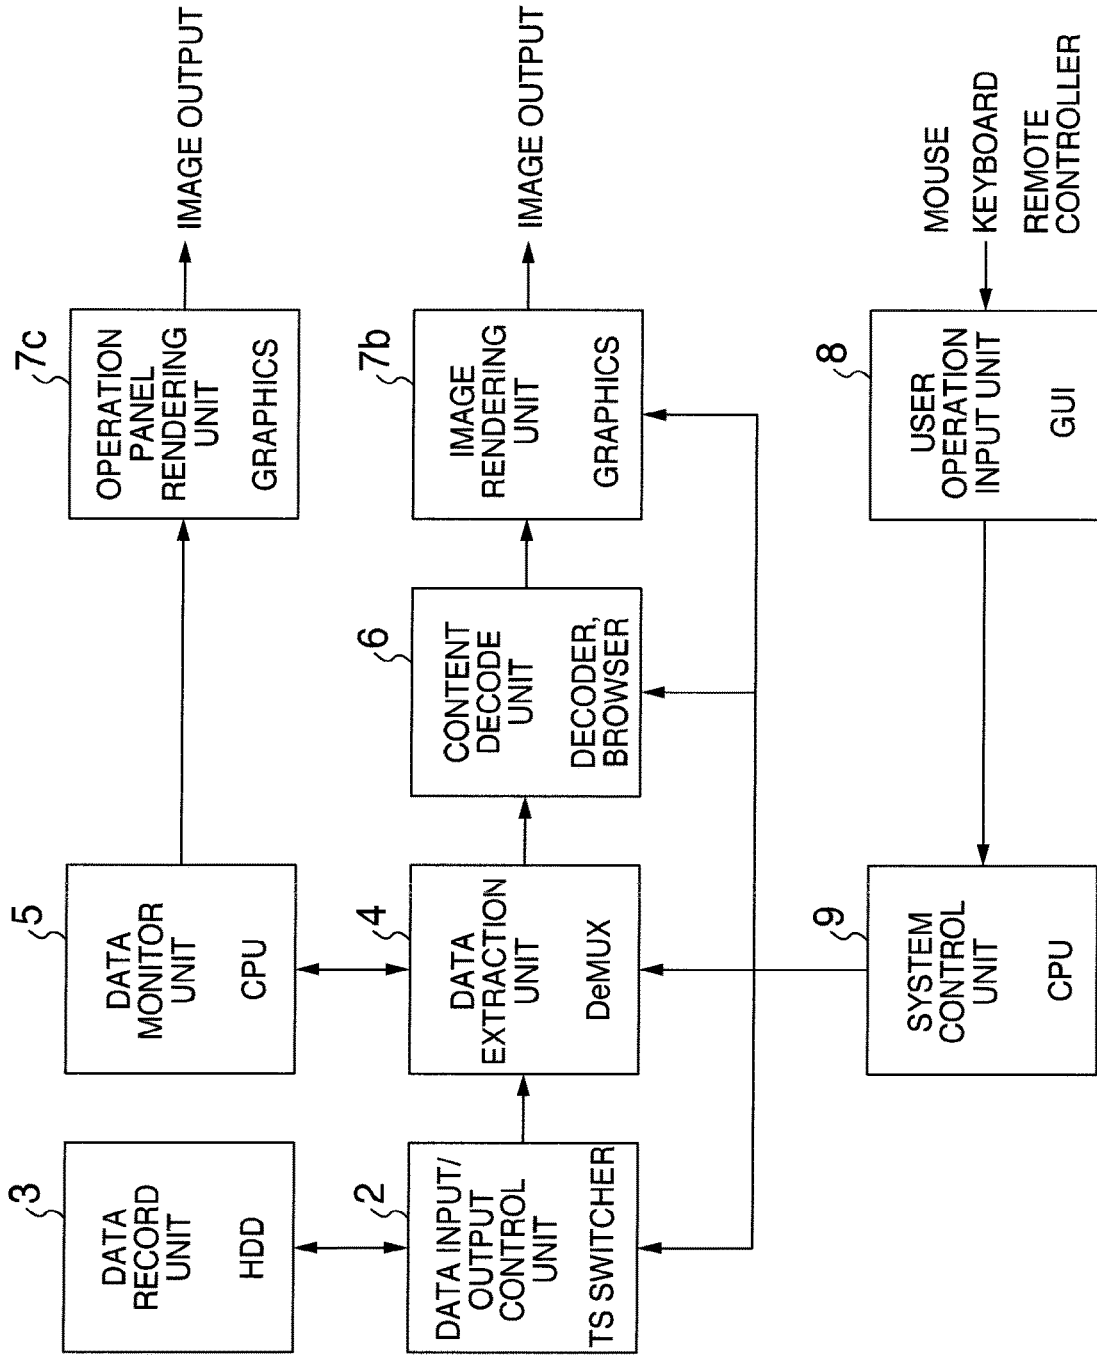 3
DATA
RECORD
UNIT
HDD
5
DATA
MONITOR
UNIT
CPU
7c
OPERATION
PANEL
RENDERING
UNIT
GRAPHICS
IMAGE OUTPUT
2
DATA INPUT/
OUTPUT
CONTROL
UNIT
TS SWITCHER
4
DATA
EXTRACTION
UNIT
DeMUX
6
CONTENT
DECODE
UNIT
DECODER,
BROWSER
7b
IMAGE
RENDERING
UNIT
GRAPHICS
IMAGE OUTPUT
9
SYSTEM
CONTROL
UNIT
CPU
8
USER
OPERATION
INPUT UNIT
GUI
MOUSE
KEYBOARD
REMOTE
CONTROLLER